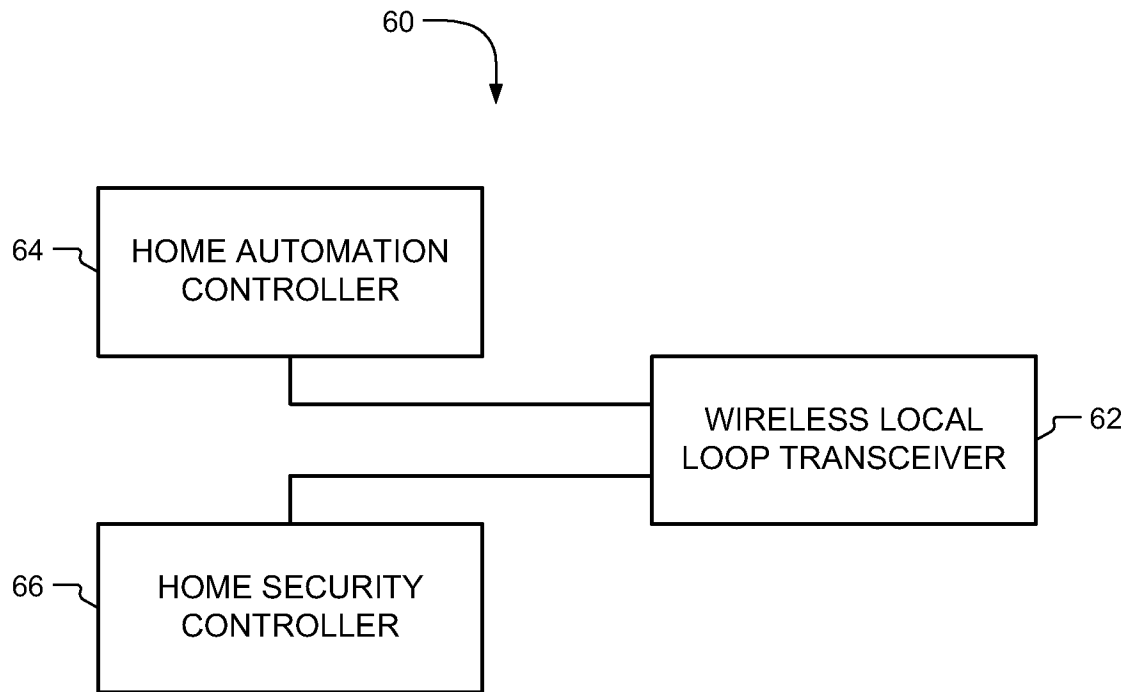 60
64
HOME AUTOMATION
CONTROLLER
WIRELESS LOCAL
LOOP TRANSCEIVER
62
66
HOME SECURITY
CONTROLLER